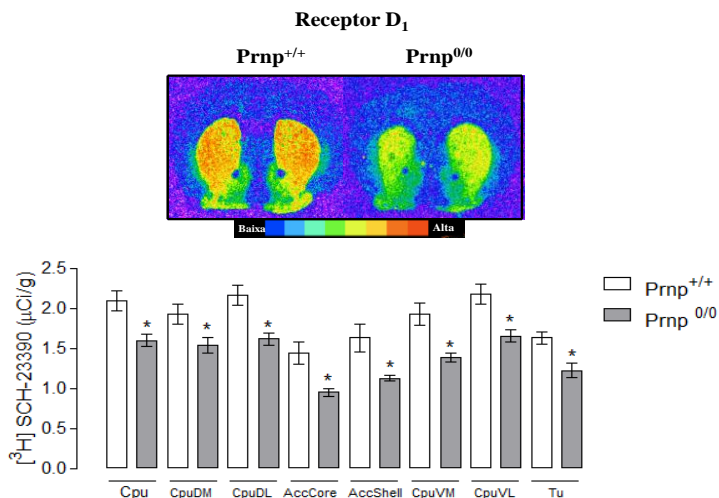 Receptor D₁
Prnp⁺/⁺ Prnp⁰/⁰
Baixa Alta
[³H] SCH-23390 (µCi/g)
2.5
2.0
1.5
1.0
0.5
0.0
* * * * * * * *
Cpu CpuDM CpuDL AccCore AccShell CpuVM CpuVL Tu
Prnp⁺/⁺
Prnp ⁰/⁰